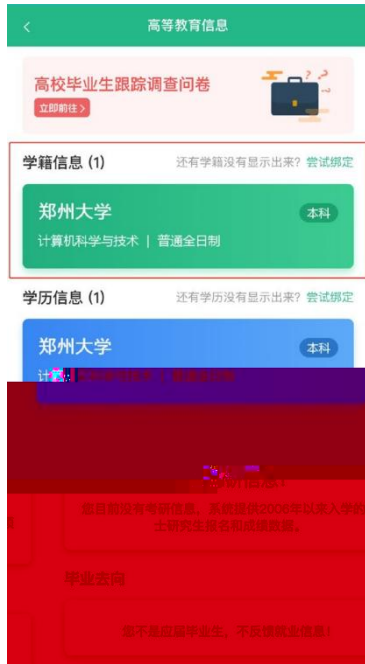 高等教育信息
高校毕业生跟踪调查问卷
立即前往>
学籍信息 (1)
还有学籍没有显示出来？尝试绑定
郑州大学
本科
计算机科学与技术 | 普通全日制
学历信息 (1)
还有学历没有显示出来？尝试绑定
郑州大学
本科
计
研信息?
您目前没有考研信息，系统提供2006年以来入学的
士研究生报名和成绩数据。
毕业去向
您不是应届毕业生，不反馈就业信息!